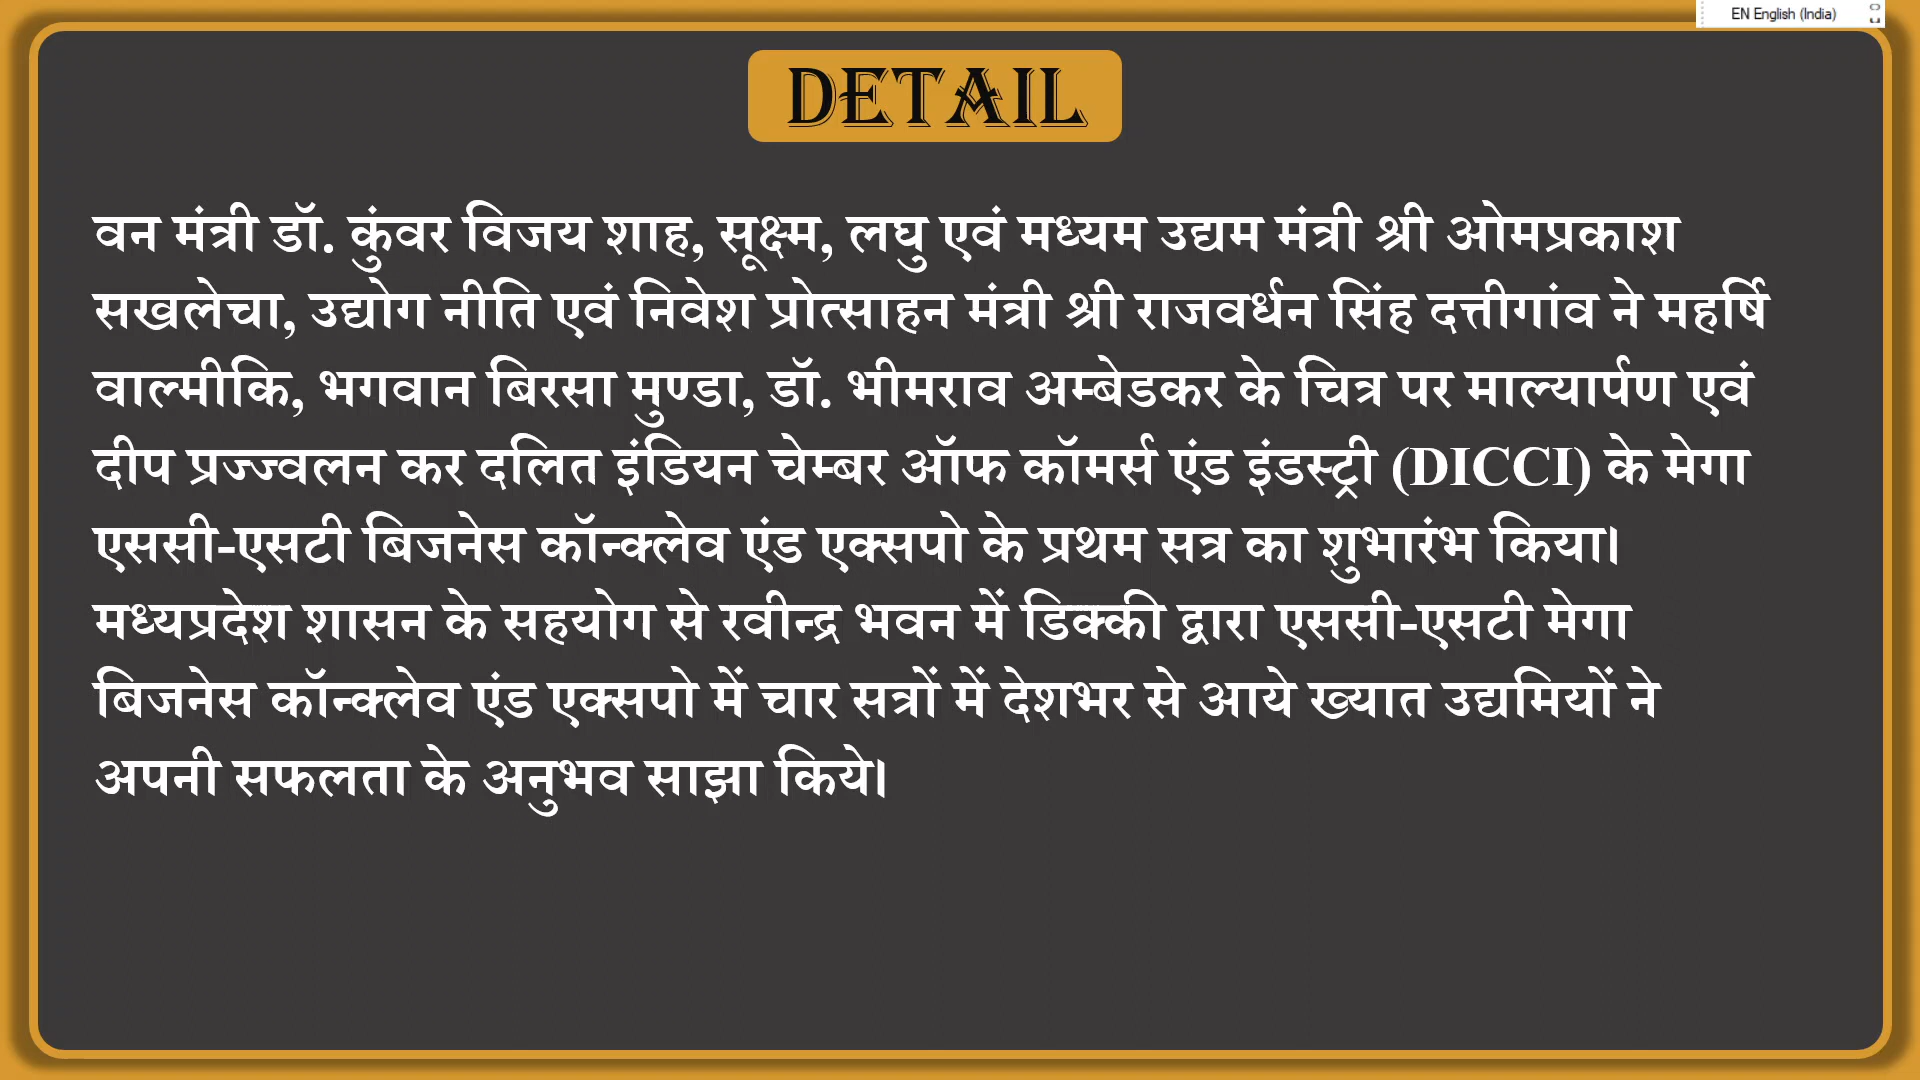 EN English (India)
DETAIL
वन मंत्री डॉ. कुंवर विजय शाह, सूक्ष्म, लघु एवं मध्यम उद्यम मंत्री श्री ओमप्रकाश
सखलेचा, उद्योग नीति एवं निवेश प्रोत्साहन मंत्री श्री राजवर्धन सिंह दत्तीगांव ने महर्षि
वाल्मीकि, भगवान बिरसा मुण्डा, डॉ. भीमराव अम्बेडकर के चित्र पर माल्यार्पण एवं
दीप प्रज्ज्वलन कर दलित इंडियन चेम्बर ऑफ कॉमर्स एंड इंडस्ट्री (DICCI) के मेगा
एससी-एसटी बिजनेस कॉन्क्लेव एंड एक्सपो के प्रथम सत्र का शुभारंभ किया।
मध्यप्रदेश शासन के सहयोग से रवीन्द्र भवन में डिक्की द्वारा एससी-एसटी मेगा
बिजनेस कॉन्क्लेव एंड एक्सपो में चार सत्रों में देशभर से आये ख्यात उद्यमियों ने
अपनी सफलता के अनुभव साझा किये।